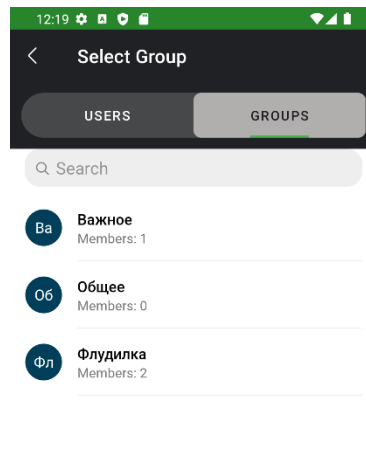 12:19
Select Group
USERS
GROUPS
Search
Ва
Важное
Members: 1
Об
Общее
Members: 0
Фл
Флудилка
Members: 2